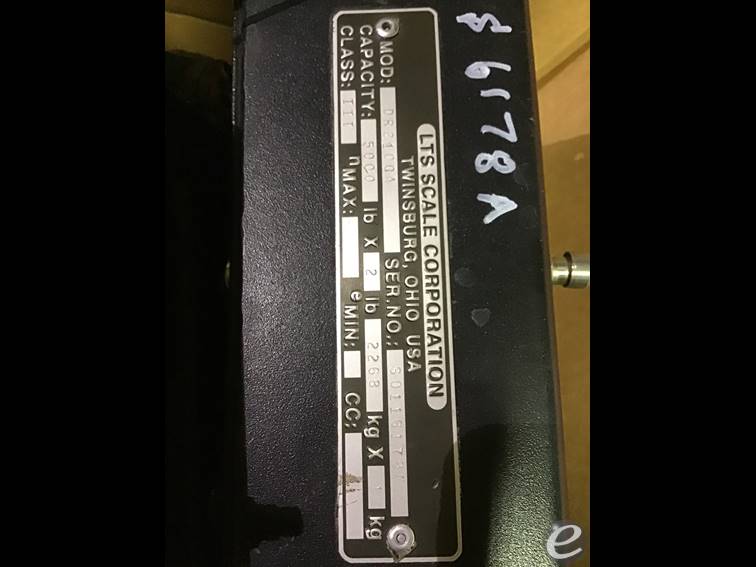 $ 6178A
LTS SCALE CORPORATION
TWINSBURG, OHIO USA
MOD: SER.NO.:
CAPACITY: 5000 lb X 2 lb 2268 kg X 1 kg
CLASS: III nMAX: eMIN: CC:
e